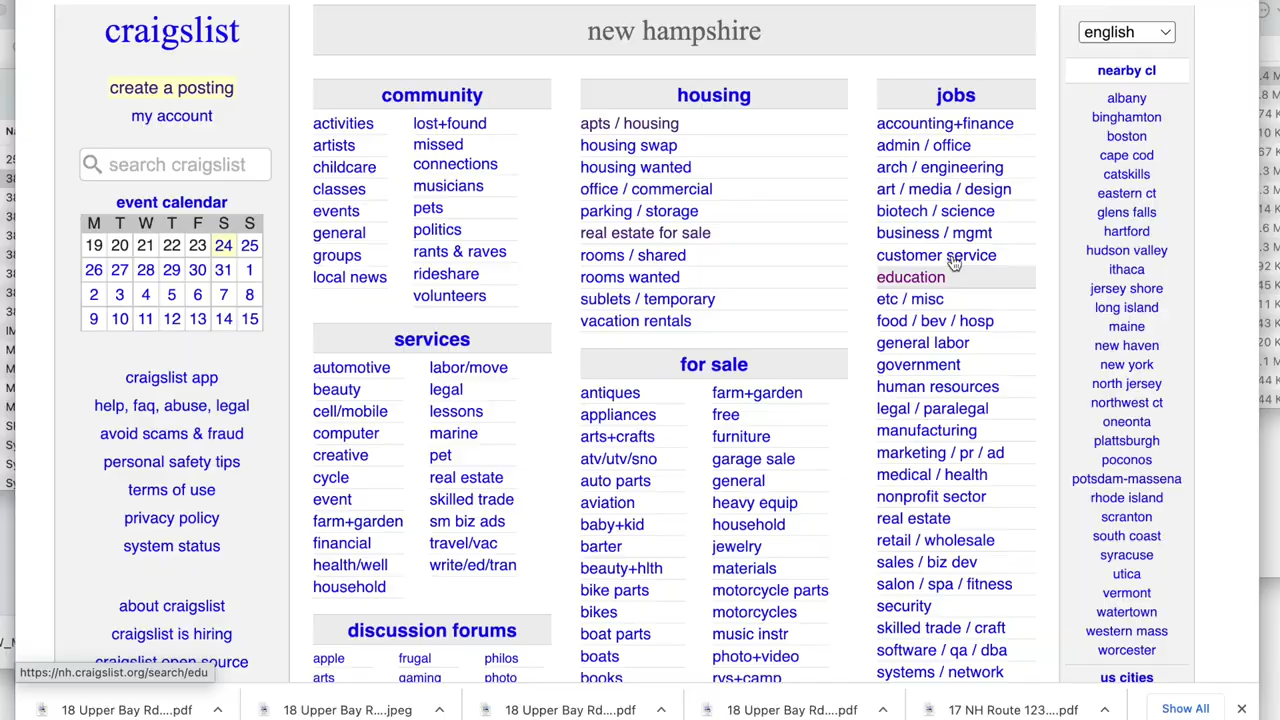 craigslist
create a posting
my account
search craigslist
event calendar
M T W T F S S
19 20 21 22 23 24 25
26 27 28 29 30 31 1
2 3 4 5 6 7 8
9 10 11 12 13 14 15
craigslist app
help, faq, abuse, legal
avoid scams & fraud
personal safety tips
terms of use
privacy policy
system status
about craigslist
craigslist is hiring
craigslist open source
https://nh.craigslist.org/search/edu
new hampshire
community
activities
artists
childcare
classes
events
general
groups
local news
lost+found
missed
connections
musicians
pets
politics
rants & raves
rideshare
volunteers
services
automotive
beauty
cell/mobile
computer
creative
cycle
event
farm+garden
financial
health/well
household
labor/move
legal
lessons
marine
pet
real estate
skilled trade
sm biz ads
travel/vac
write/ed/tran
discussion forums
apple
arts
frugal
gaming
philos
photo
housing
apts / housing
housing swap
housing wanted
office / commercial
parking / storage
real estate for sale
rooms / shared
rooms wanted
sublets / temporary
vacation rentals
for sale
antiques
appliances
arts+crafts
atv/utv/sno
auto parts
aviation
baby+kid
barter
beauty+hlth
bike parts
bikes
boat parts
boats
books
farm+garden
free
furniture
garage sale
general
heavy equip
household
jewelry
materials
motorcycle parts
motorcycles
music instr
photo+video
rvs+camp
jobs
accounting+finance
admin / office
arch / engineering
art / media / design
biotech / science
business / mgmt
customer service
education
etc / misc
food / bev / hosp
general labor
government
human resources
legal / paralegal
manufacturing
marketing / pr / ad
medical / health
nonprofit sector
real estate
retail / wholesale
sales / biz dev
salon / spa / fitness
security
skilled trade / craft
software / qa / dba
systems / network
english
nearby cl
albany
binghamton
boston
cape cod
catskills
eastern ct
glens falls
hartford
hudson valley
ithaca
jersey shore
long island
maine
new haven
new york
north jersey
northwest ct
oneonta
plattsburgh
poconos
potsdam-massena
rhode island
scranton
south coast
syracuse
utica
vermont
watertown
western mass
worcester
us cities
18 Upper Bay Rd....pdf
18 Upper Bay R....jpeg
18 Upper Bay Rd....pdf
18 Upper Bay Rd....pdf
17 NH Route 123....pdf
Show All